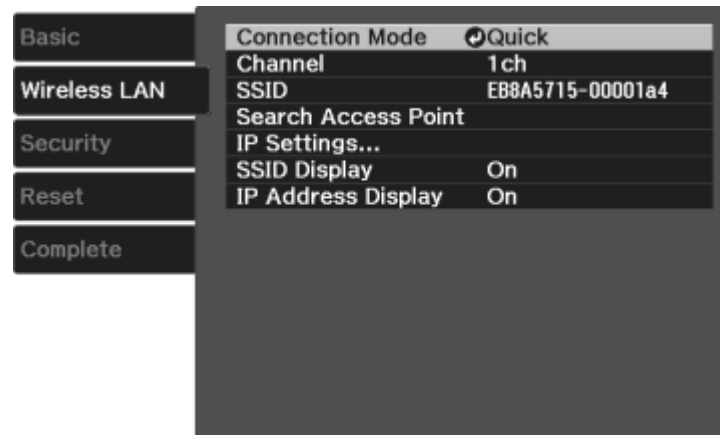 Basic
Wireless LAN
Security
Reset
Complete
Connection Mode Quick
Channel 1ch
SSID EB8A5715-00001a4
Search Access Point
IP Settings...
SSID Display On
IP Address Display On